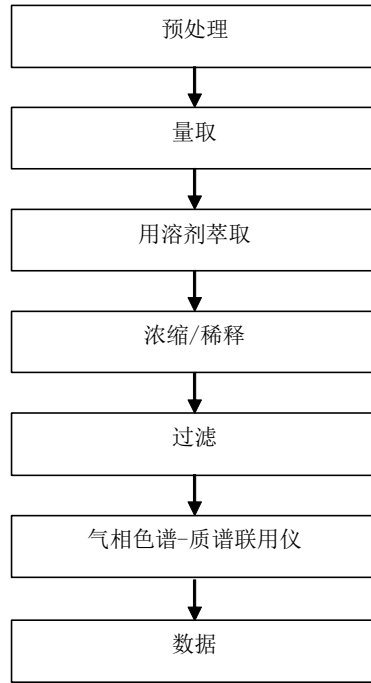 预处理
量取
用溶剂萃取
浓缩/稀释
过滤
气相色谱-质谱联用仪
数据